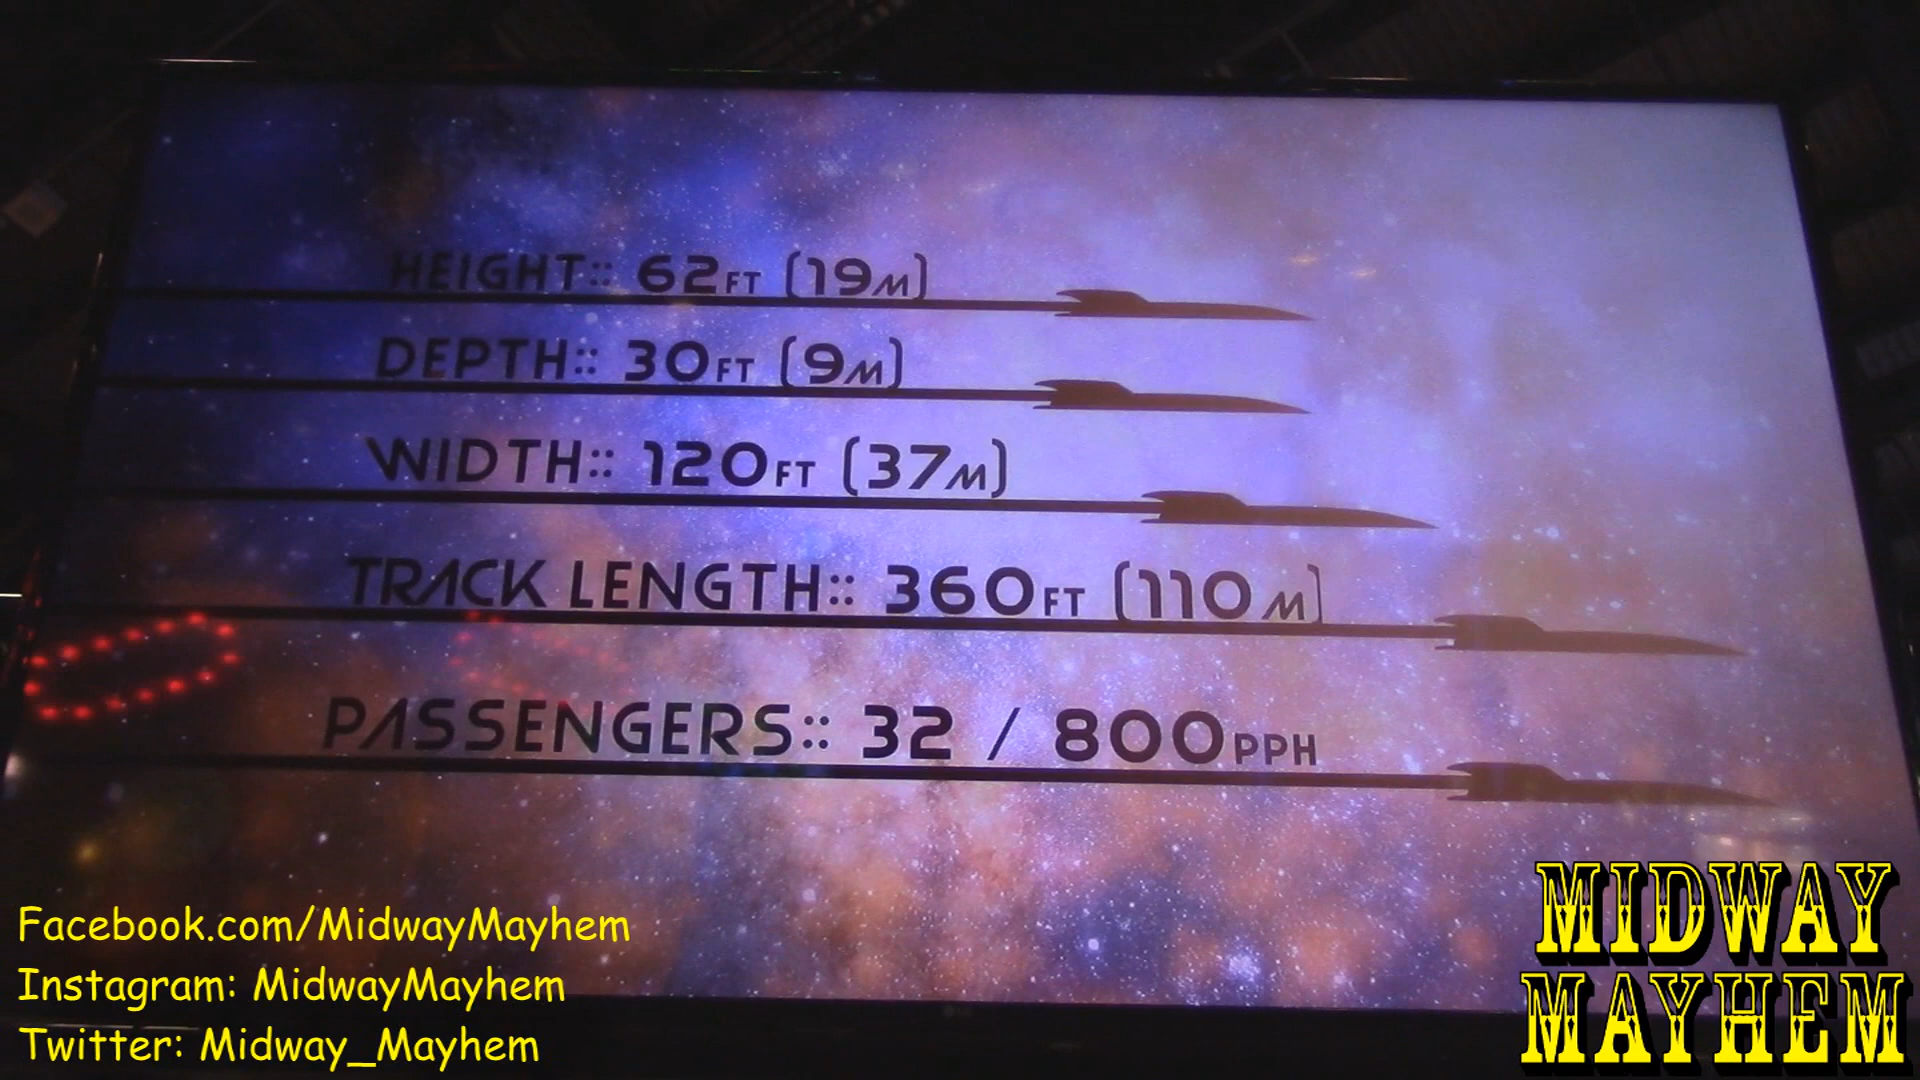 HEIGHT:: 62FT (19M)
DEPTH:: 30FT (9M)
WIDTH:: 120FT (37M)
TRACK LENGTH:: 360FT (110M)
PASSENGERS:: 32 / 800PPH
Facebook.com/MidwayMayhem
Instagram: MidwayMayhem
Twitter: Midway_Mayhem
MIDWAY
MAYHEM